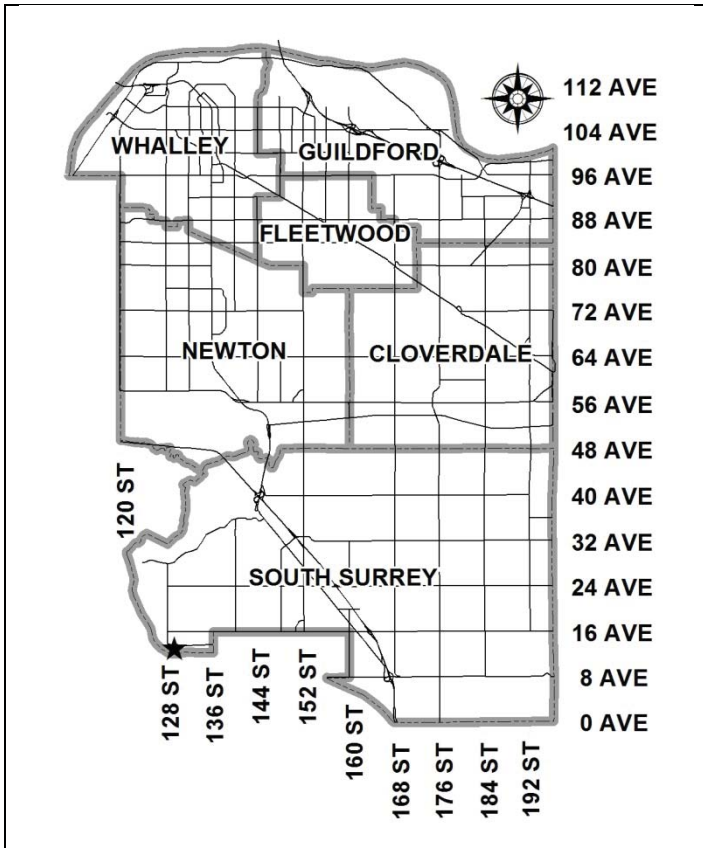 112 AVE
104 AVE
WHALLEY
GUILDFORD
96 AVE
88 AVE
FLEETWOOD
80 AVE
72 AVE
NEWTON
CLOVERDALE
64 AVE
56 AVE
48 AVE
120 ST
40 AVE
32 AVE
SOUTH SURREY
24 AVE
16 AVE
128 ST
136 ST
144 ST
152 ST
8 AVE
160 ST
0 AVE
168 ST
176 ST
184 ST
192 ST